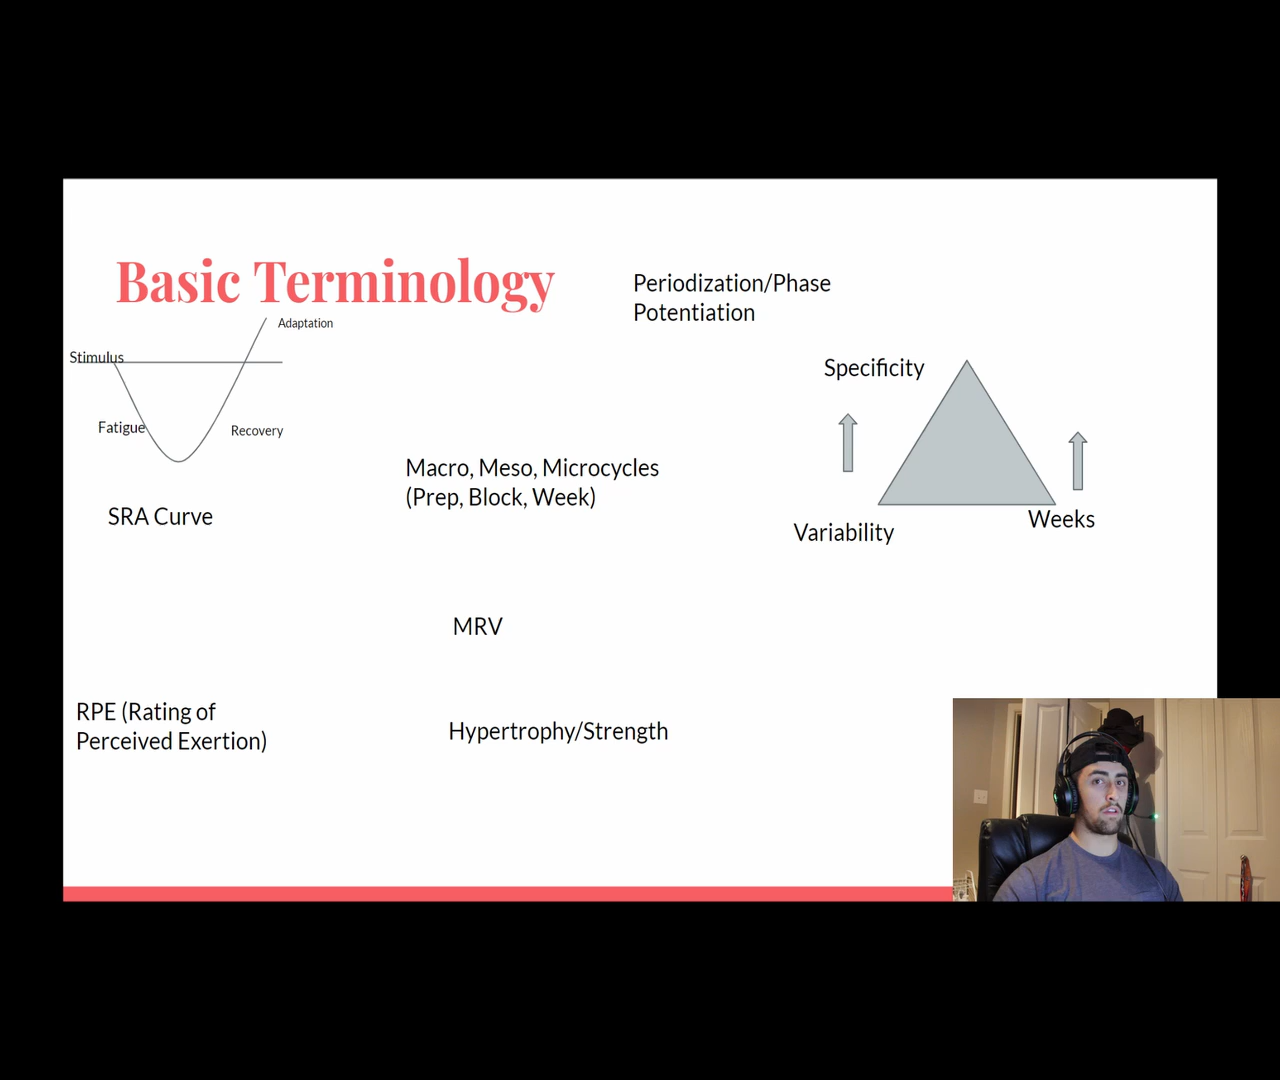 Basic Terminology
Periodization/Phase
Potentiation
Adaptation
Stimulus
Fatigue
Recovery
SRA Curve
Macro, Meso, Microcycles
(Prep, Block, Week)
Specificity
Variability
Weeks
MRV
RPE (Rating of
Perceived Exertion)
Hypertrophy/Strength